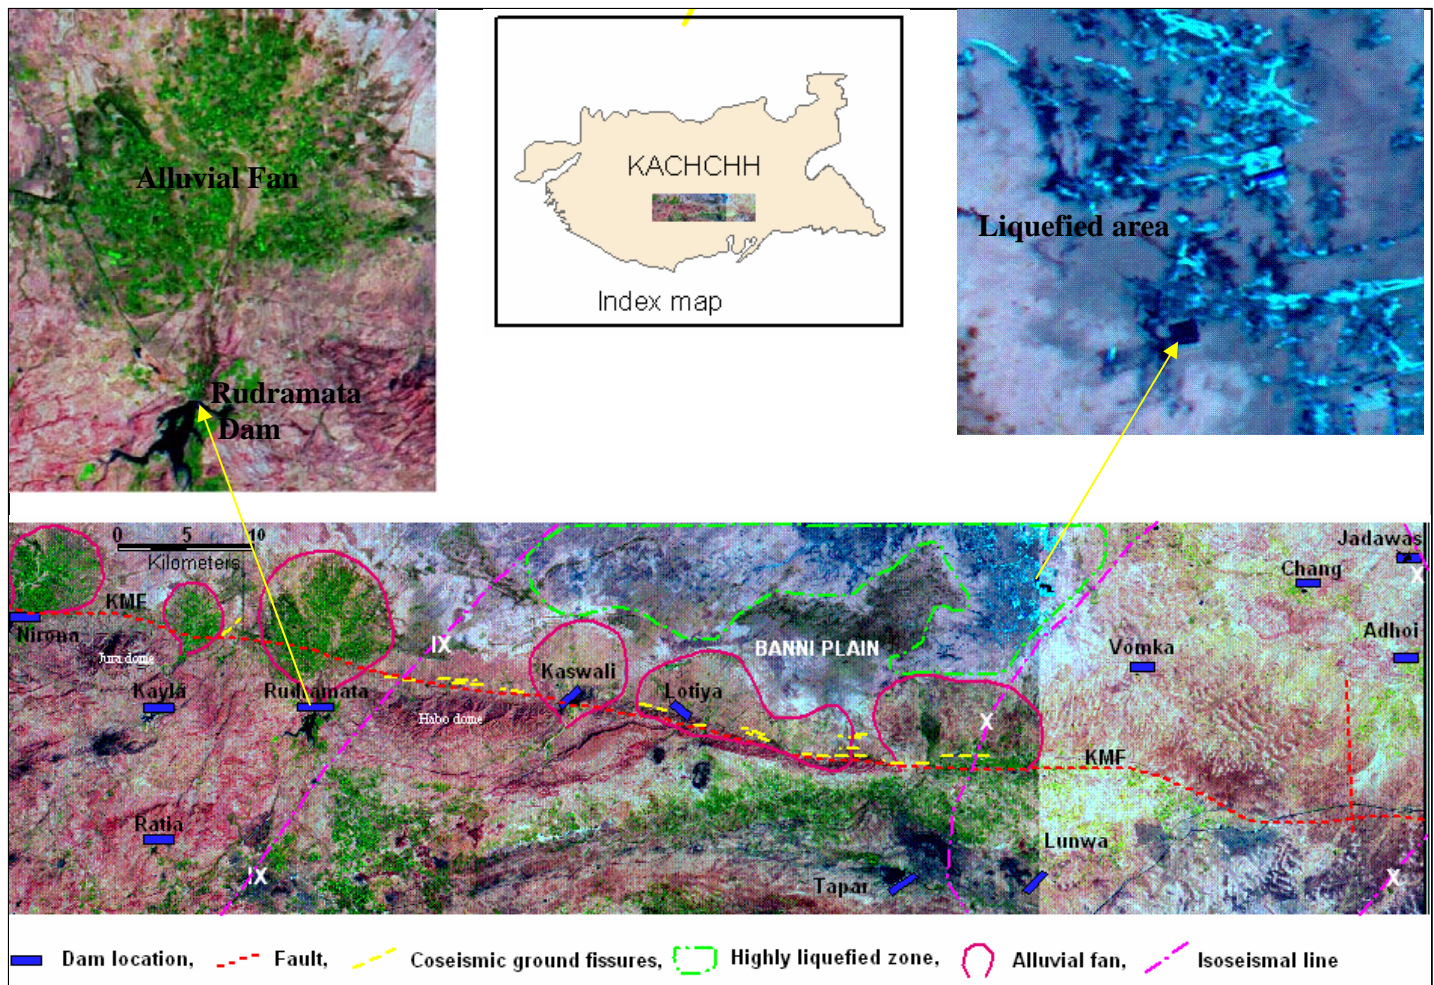 Alluvial Fan
Rudramata
Dam
KACHCHH
Index map
Liquefied area
0 5 10
Kilometers
KMF
Nirona
Jura dome
Kayla
Rudramata
Ratia
IX
IX
Habo dome
Kaswali
Lotiya
BANNI PLAIN
X
KMF
Tapar
Lunwa
Vomka
Chang
Jadawas
X
Adhoi
X
Dam location, Fault, Coseismic ground fissures, Highly liquefied zone, Alluvial fan, Isoseismal line